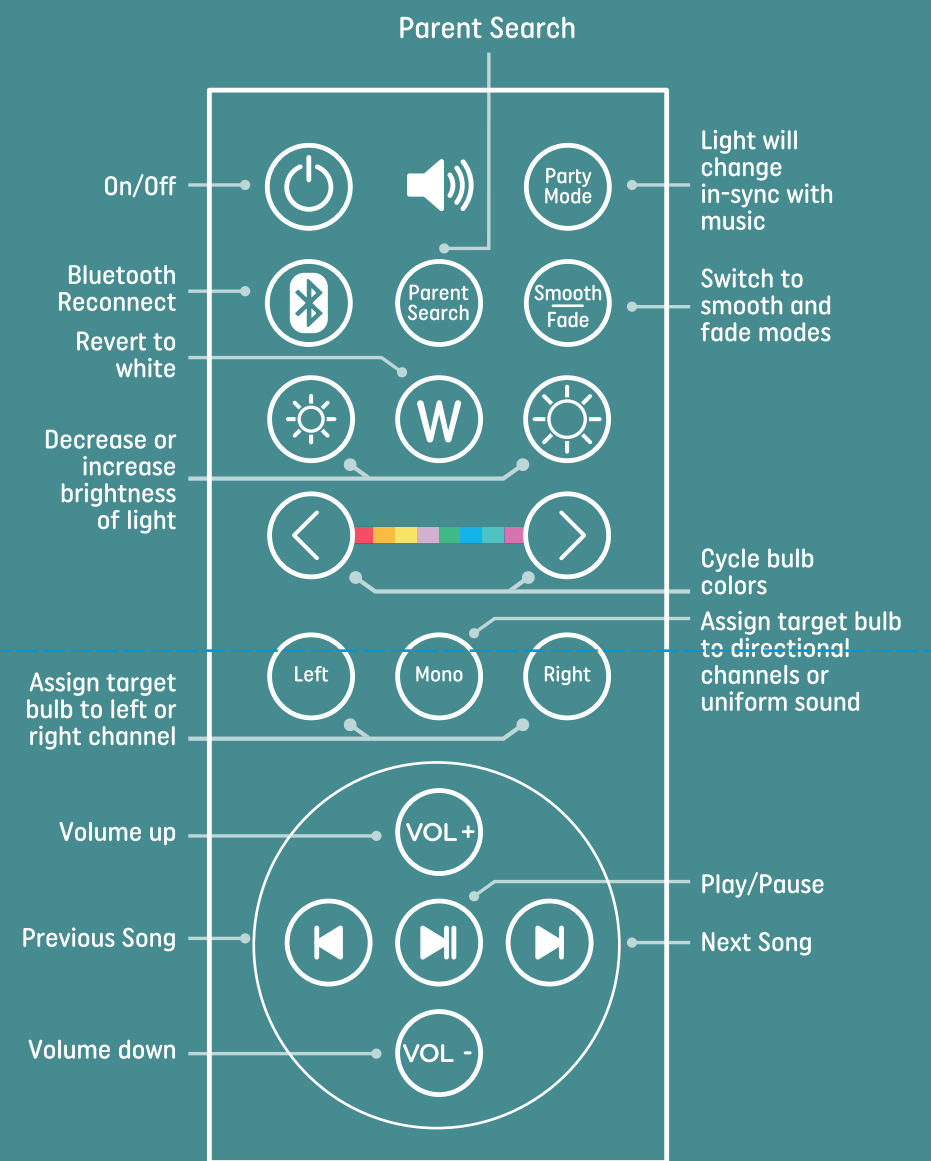 Parent Search
On/Off
Party
Mode
Light will
change
in-sync with
music
Bluetooth
Reconnect
Parent
Search
Smooth
Fade
Switch to
smooth and
fade modes
Revert to
white
W
Decrease or
increase
brightness
of light
Cycle bulb
colors
Assign target bulb
to directional
channels or
uniform sound
Left
Mono
Right
Assign target
bulb to left or
right channel
Volume up
VOL +
Play/Pause
Previous Song
Next Song
Volume down
VOL -